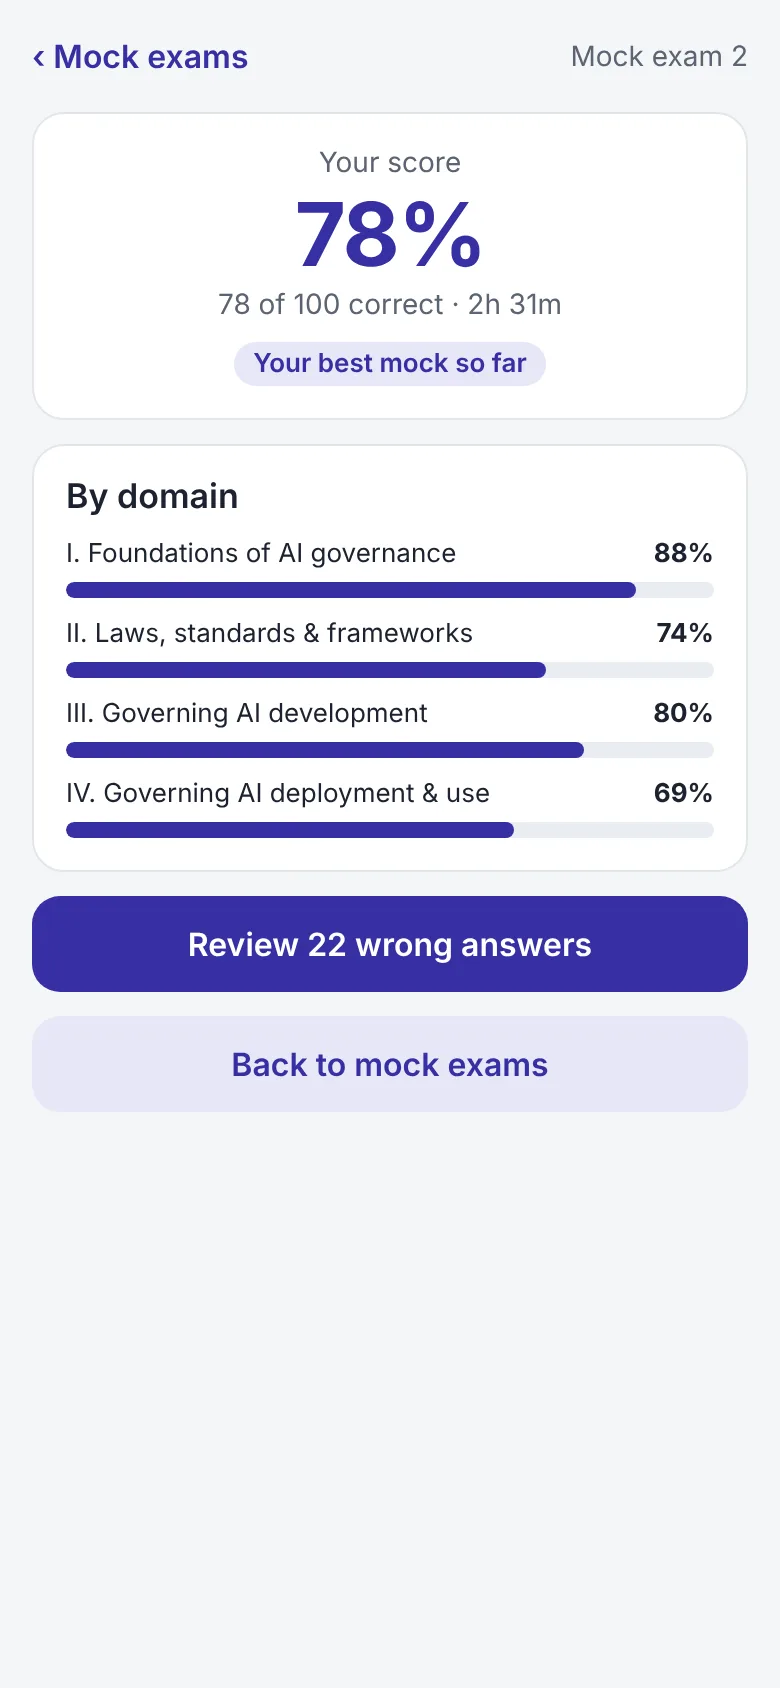 ‹ Mock exams
Mock exam 2
Your score
78%
78 of 100 correct · 2h 31m
Your best mock so far
By domain
I. Foundations of AI governance 88%
II. Laws, standards & frameworks 74%
III. Governing AI development 80%
IV. Governing AI deployment & use 69%
Review 22 wrong answers
Back to mock exams